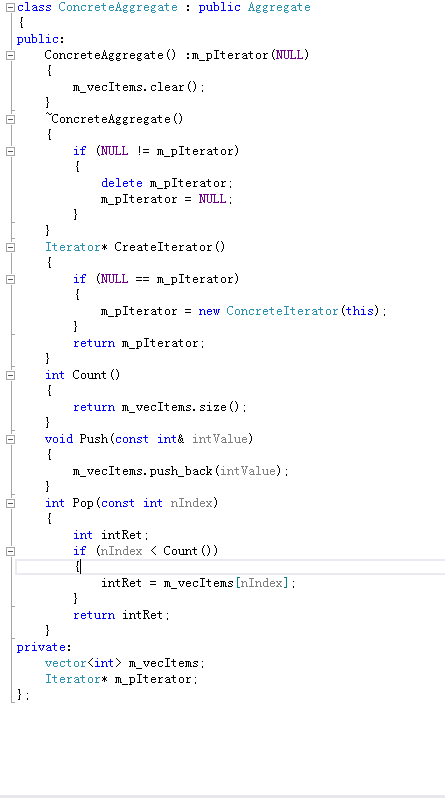 class ConcreteAggregate : public Aggregate
{
public:
    ConcreteAggregate() :m_pIterator(NULL)
    {
        m_vecItems.clear();
    }
    ~ConcreteAggregate()
    {
        if (NULL != m_pIterator)
        {
            delete m_pIterator;
            m_pIterator = NULL;
        }
    }
    Iterator* CreateIterator()
    {
        if (NULL == m_pIterator)
        {
            m_pIterator = new ConcreteIterator(this);
        }
        return m_pIterator;
    }
    int Count()
    {
        return m_vecItems.size();
    }
    void Push(const int& intValue)
    {
        m_vecItems.push_back(intValue);
    }
    int Pop(const int nIndex)
    {
        int intRet;
        if (nIndex < Count())
        {
            intRet = m_vecItems[nIndex];
        }
        return intRet;
    }
private:
    vector<int> m_vecItems;
    Iterator* m_pIterator;
};